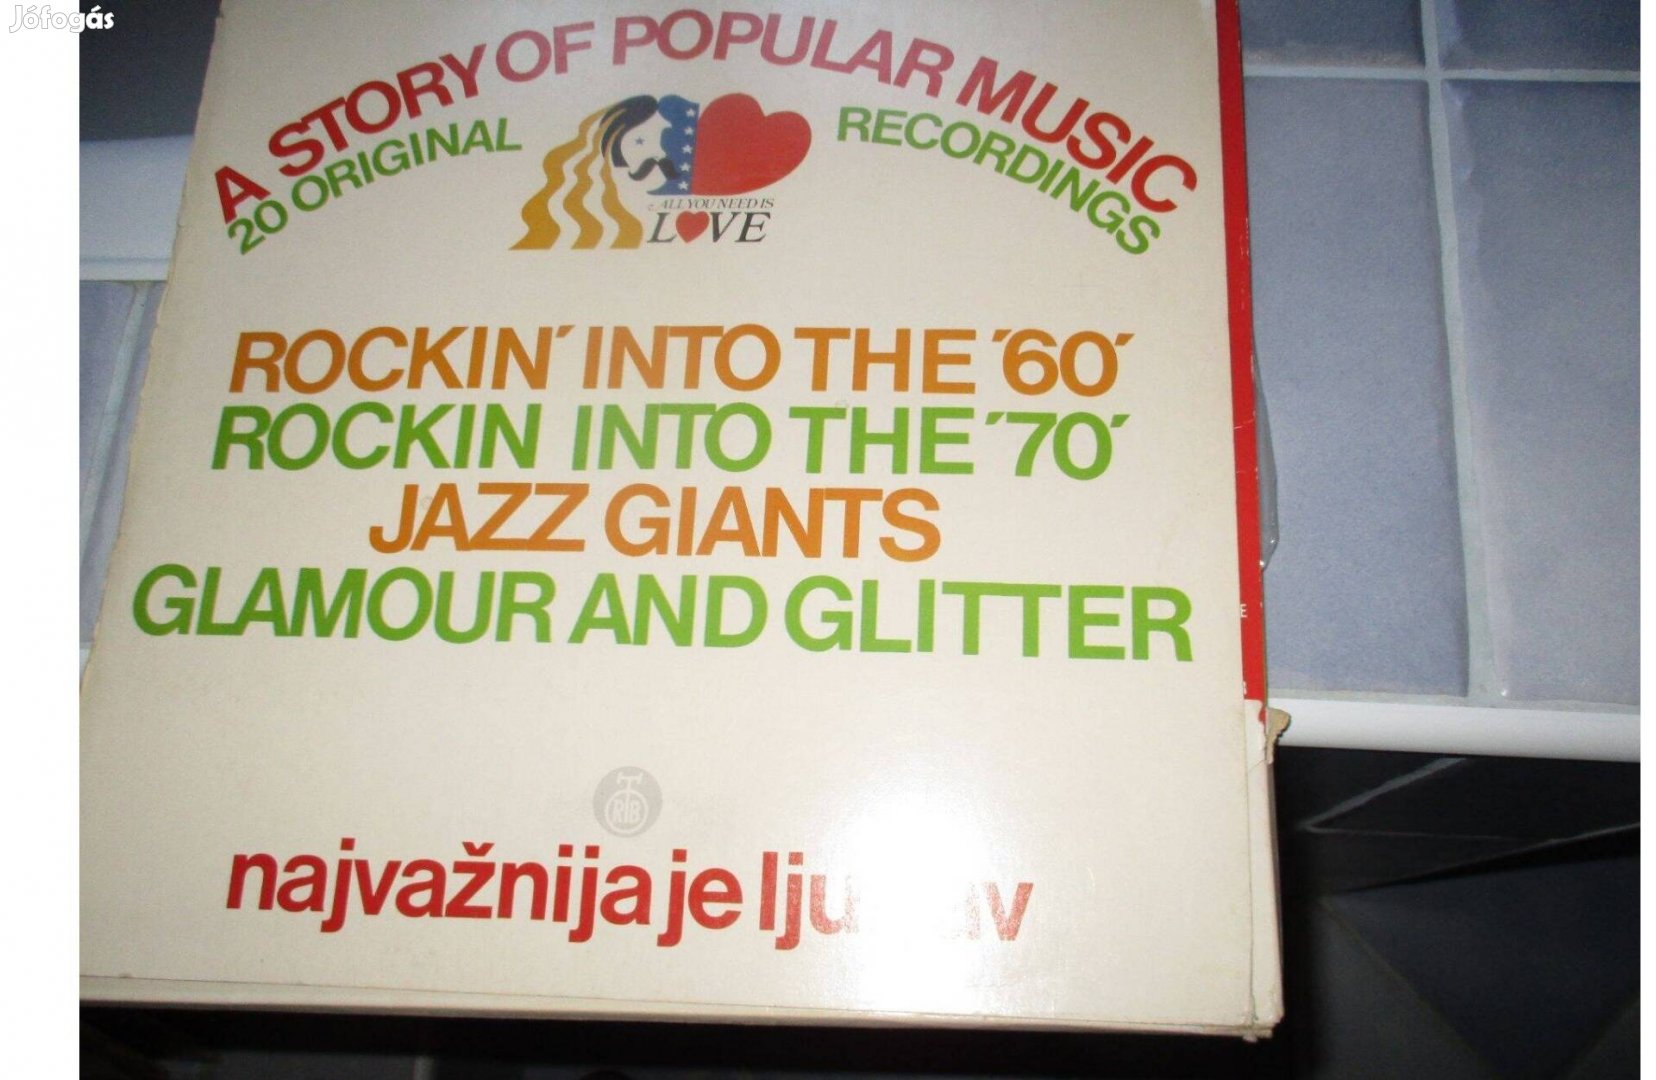 Jófogás
A STORY OF POPULAR MUSIC
20 ORIGINAL RECORDINGS
ALL YOU NEED IS
LOVE
ROCKIN´ INTO THE ´60´
ROCKIN INTO THE ´70´
JAZZ GIANTS
GLAMOUR AND GLITTER
RTB
najvažnija je
E